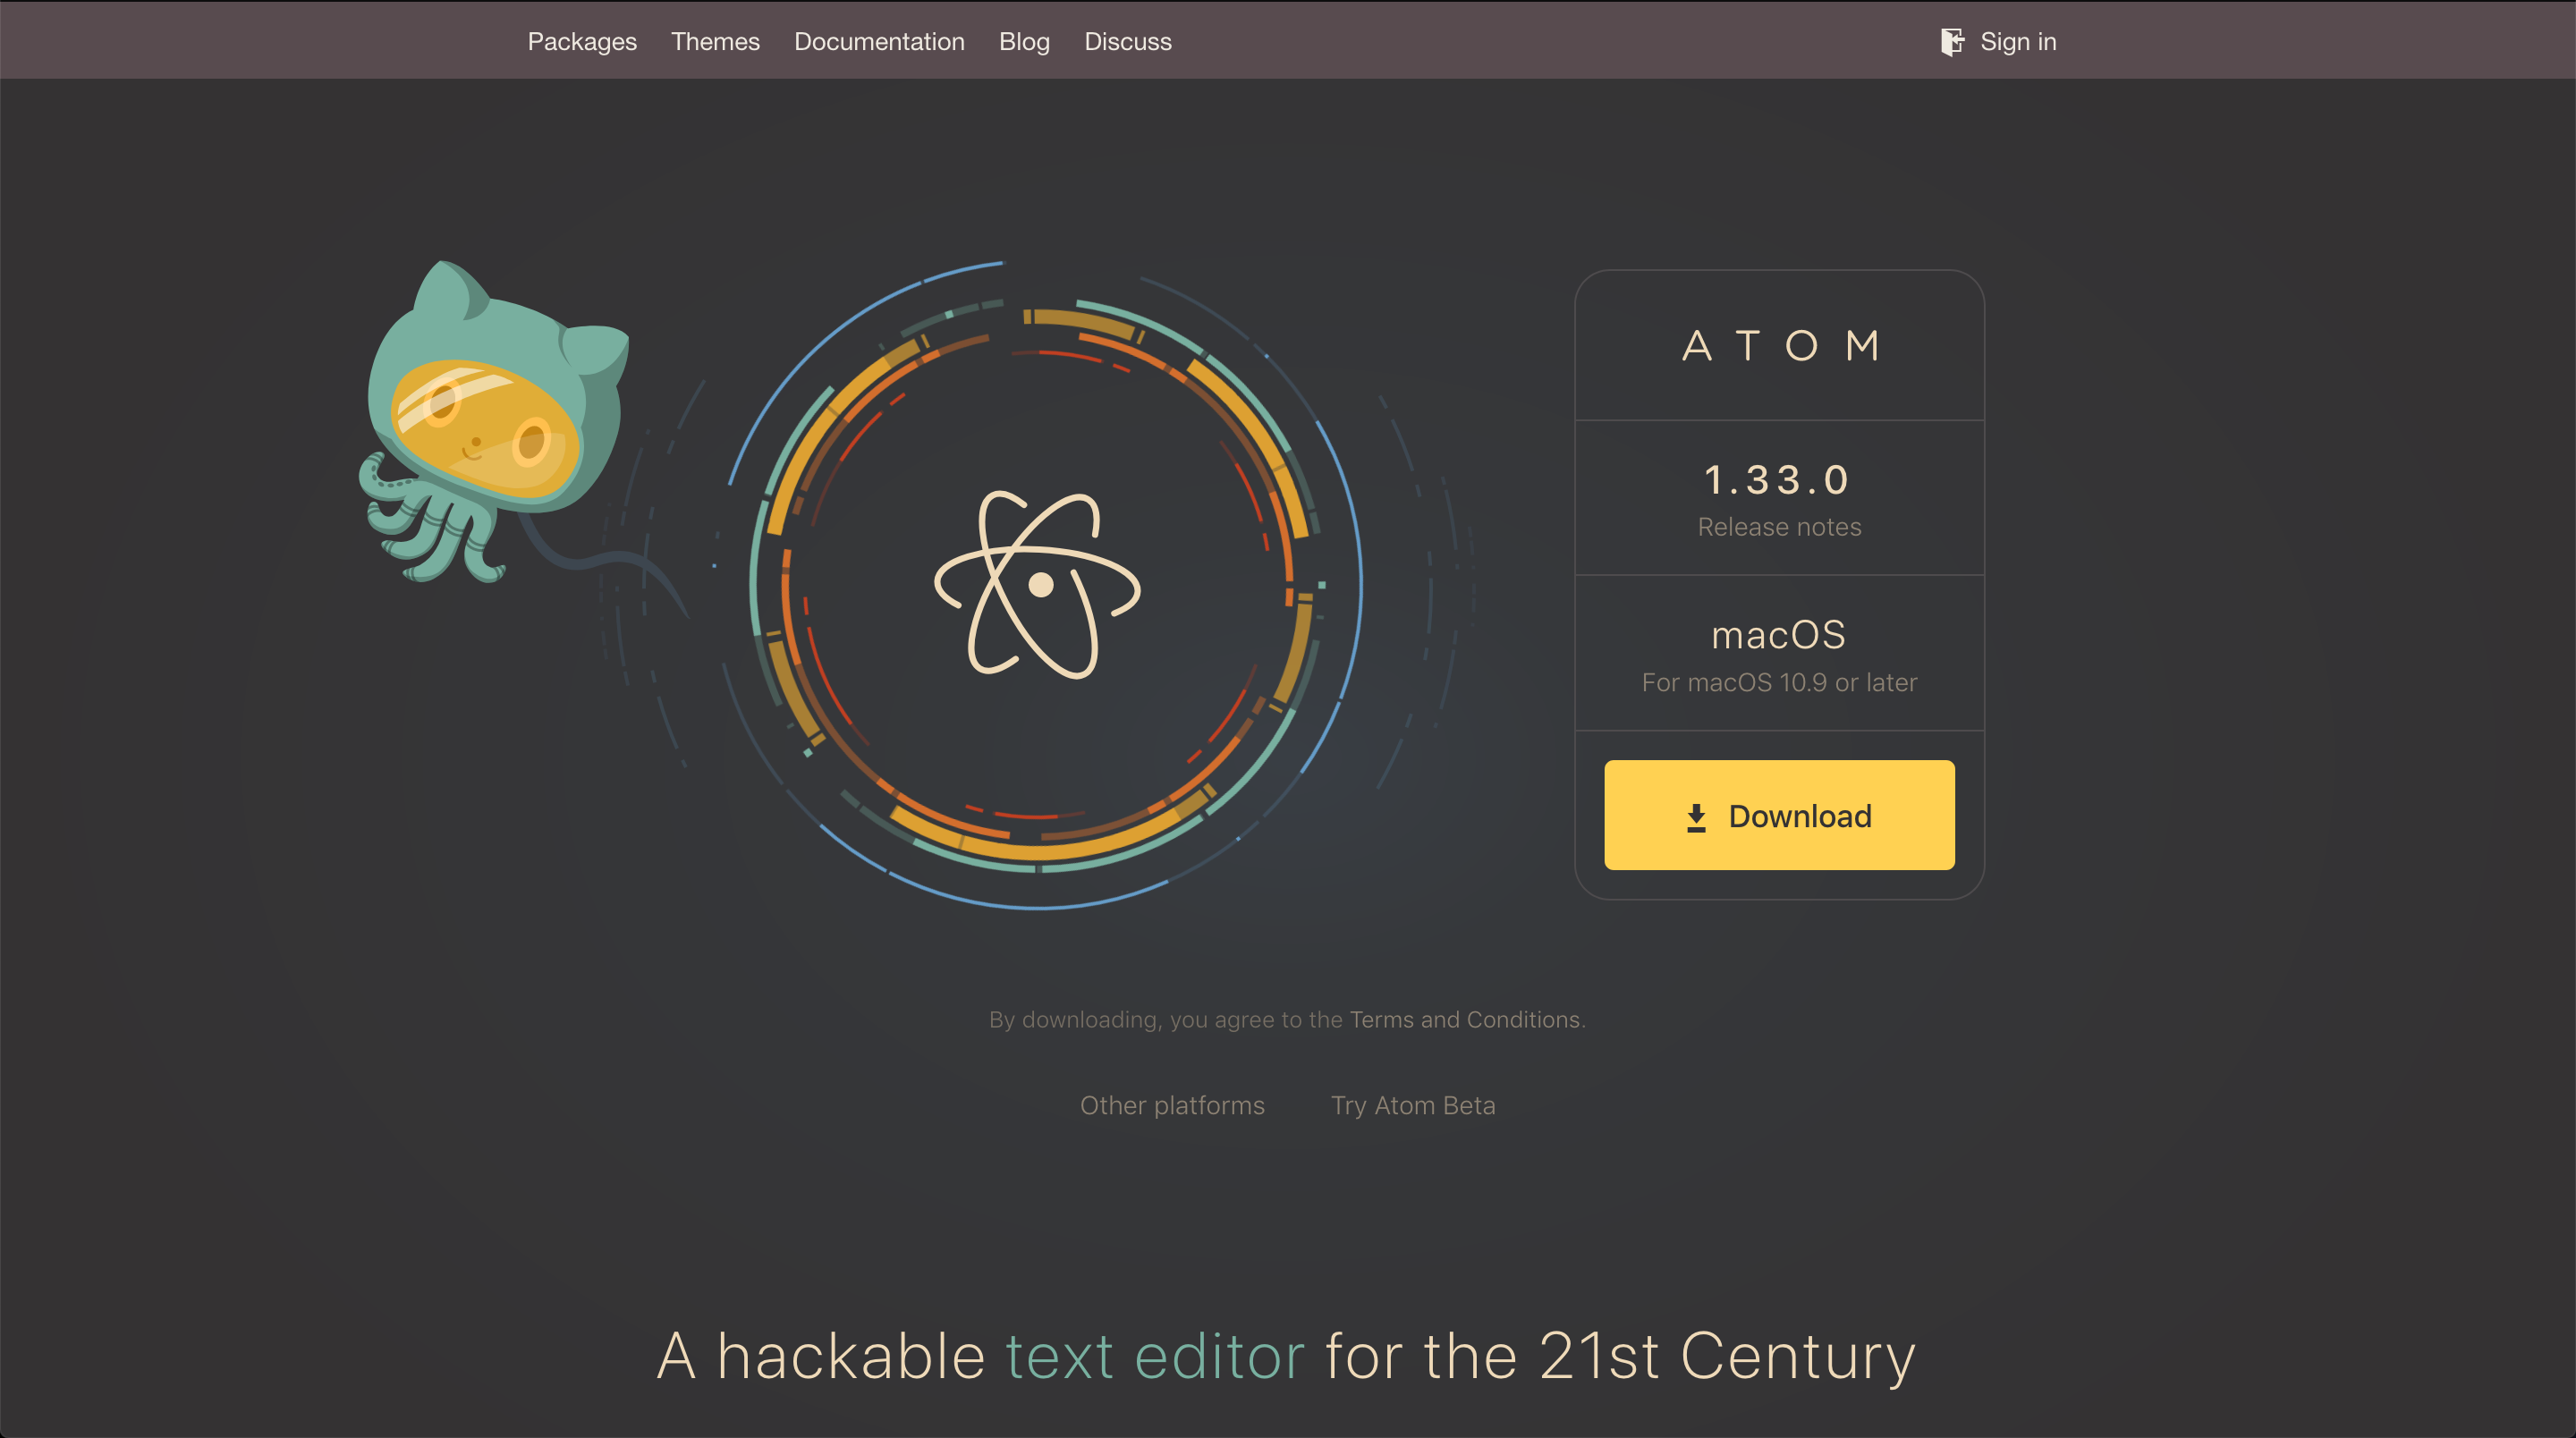 Packages Themes Documentation Blog Discuss Sign in
ATOM
1.33.0
Release notes
macOS
For macOS 10.9 or later
Download
By downloading, you agree to the Terms and Conditions.
Other platforms Try Atom Beta
A hackable text editor for the 21st Century